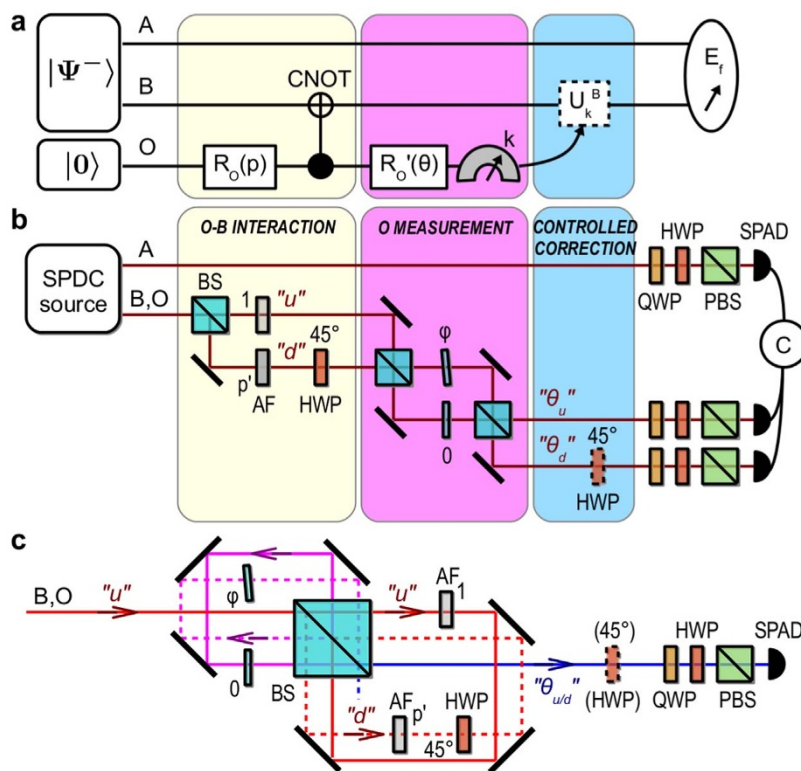 a
A
|Ψ⁻⟩
B
CNOT
E_f
U_k^B
|0⟩
O
R_O(p)
R_O'(θ)
k
b
O-B INTERACTION
O MEASUREMENT
CONTROLLED
CORRECTION
HWP
SPAD
SPDC
source
A
B,O
BS
1
"u"
QWP
PBS
45°
"d"
φ
C
p'
AF
HWP
0
"θ_u"
"θ_d"
45°
HWP
c
B,O
"u"
φ
"u"
AF
1
(45°)
HWP
SPAD
0
BS
"d"
AF
p'
HWP
45°
"θ_u/d"
(HWP)
QWP
PBS